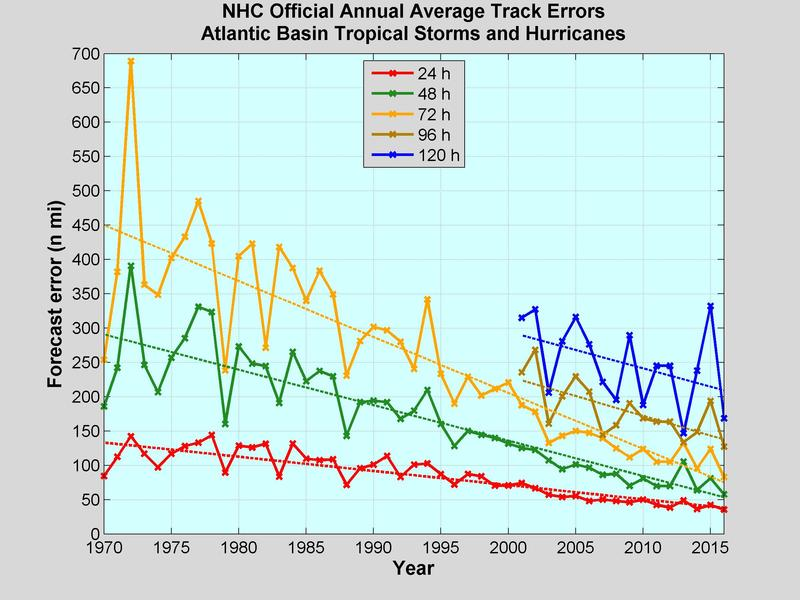 NHC Official Annual Average Track Errors
Atlantic Basin Tropical Storms and Hurricanes
24 h
48 h
72 h
96 h
120 h
700
650
600
550
500
450
400
350
300
250
200
150
100
50
0
Forecast error (n mi)
1970 1975 1980 1985 1990 1995 2000 2005 2010 2015
Year